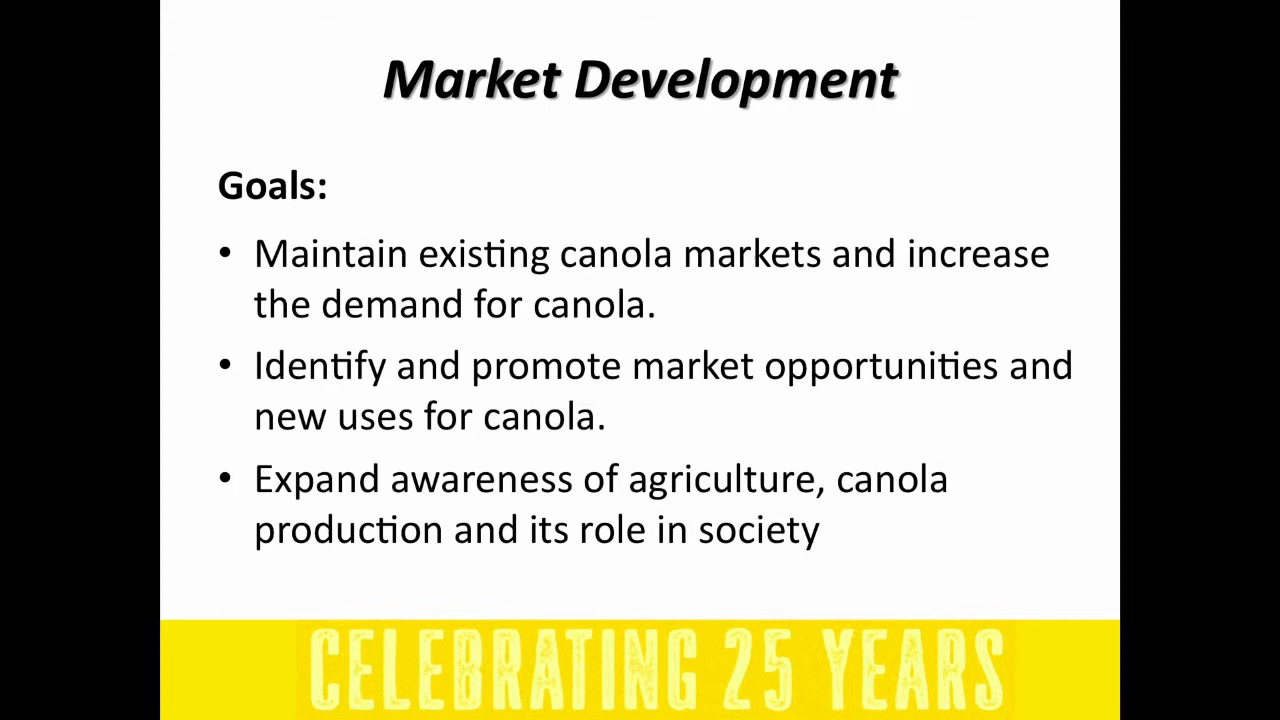 Market Development
Goals:
• Maintain existing canola markets and increase
the demand for canola.
• Identify and promote market opportunities and
new uses for canola.
• Expand awareness of agriculture, canola
production and its role in society
CELEBRATING 25 YEARS